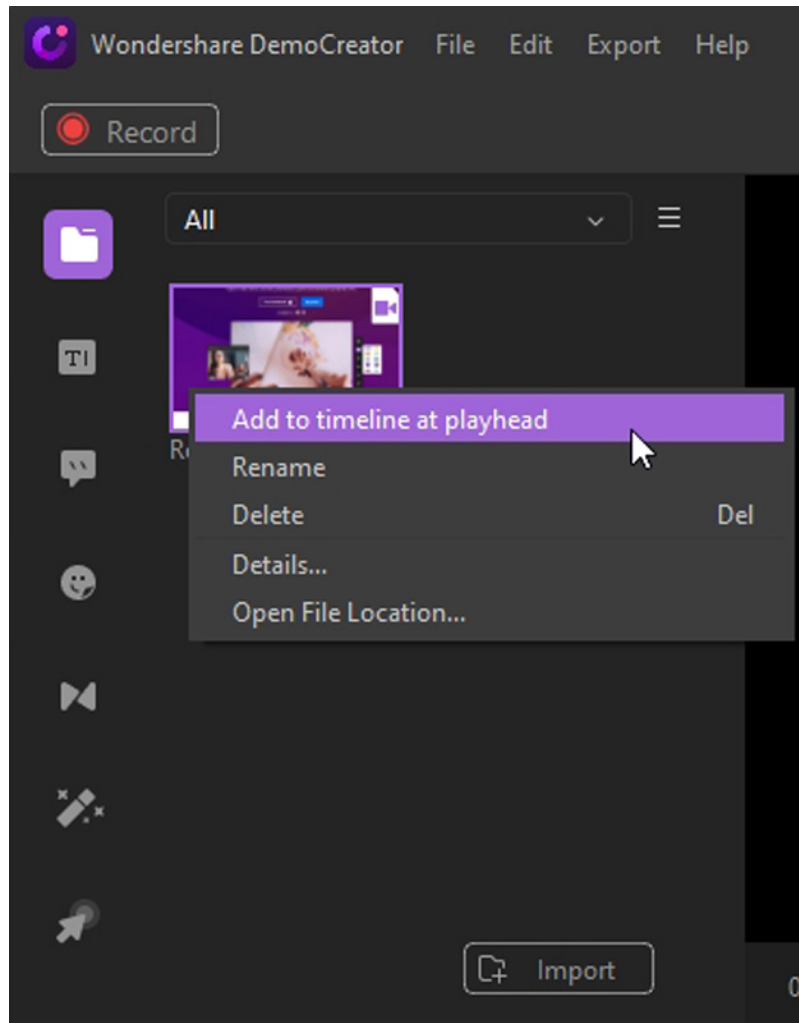 Wondershare DemoCreator File Edit Export Help
Record
All
TI
Add to timeline at playhead
Rename
Delete Del
Details...
Open File Location...
Import